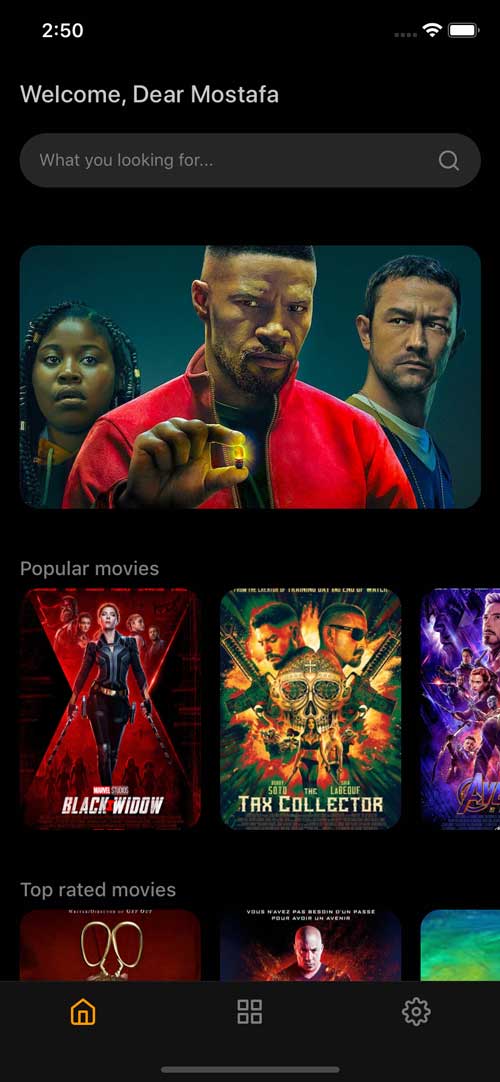 2:50
Welcome, Dear Mostafa
What you looking for...
Popular movies
MARVEL STUDIOS
BLACK WIDOW
FROM THE CREATOR OF TRAINING DAY AND END OF WATCH
BOBBY SOTO
SHIA LABEOUF
THE
TAX COLLECTOR
Top rated movies
WRITER/DIRECTOR OF GET OUT
VOUS N'AVEZ PAS BESOIN D'UN PASSÉ
POUR AVOIR UN AVENIR